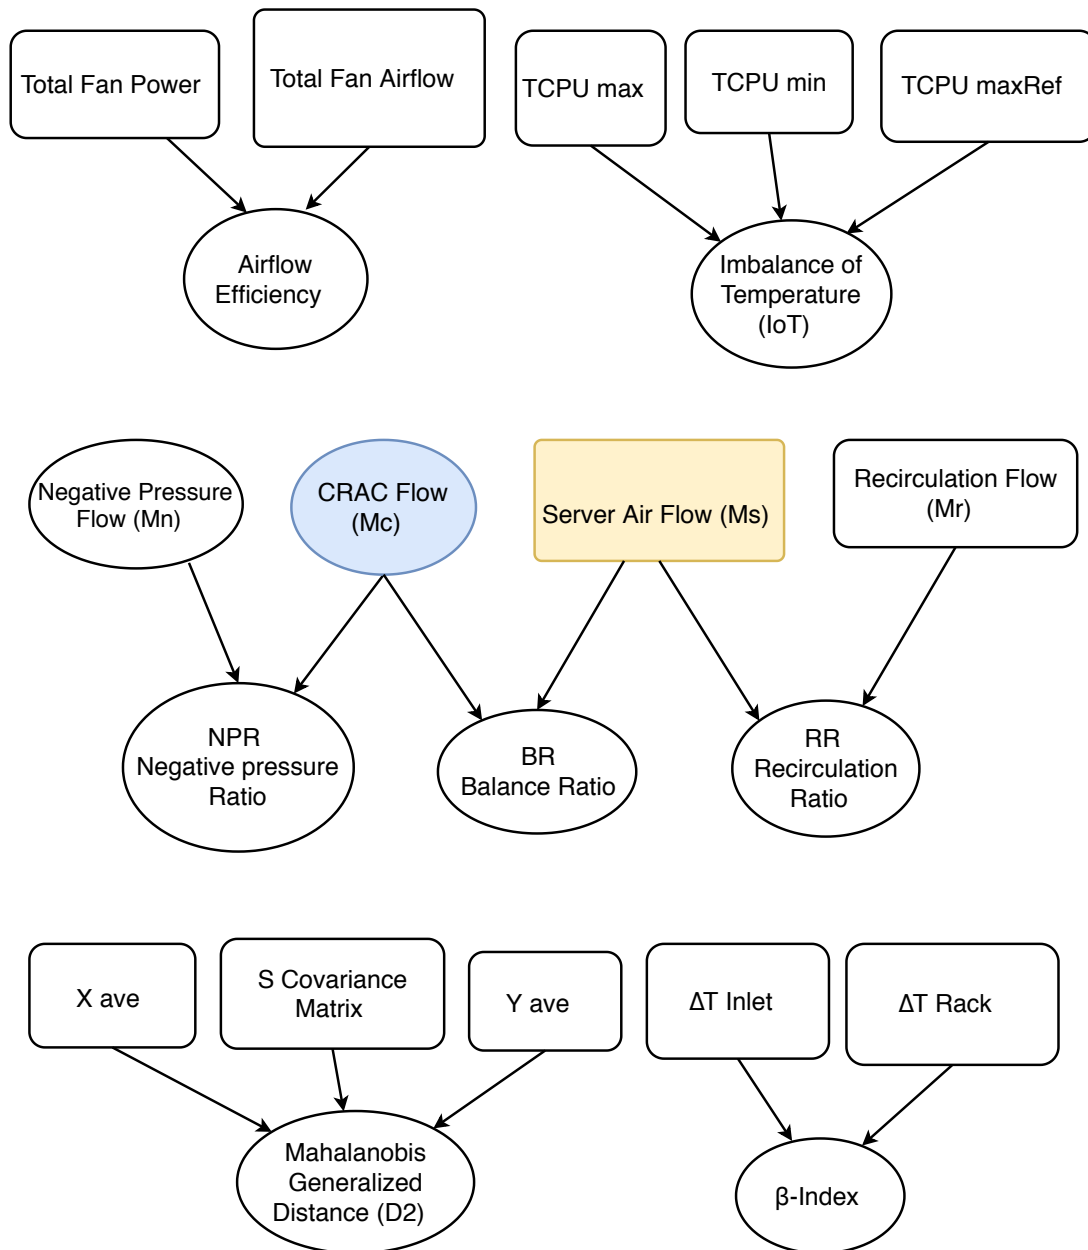 Total Fan Power
Total Fan Airflow
TCPU max
TCPU min
TCPU maxRef
Airflow
Efficiency
Imbalance of
Temperature
(IoT)
Negative Pressure
Flow (Mn)
CRAC Flow
(Mc)
Server Air Flow (Ms)
Recirculation Flow
(Mr)
NPR
Negative pressure
Ratio
BR
Balance Ratio
RR
Recirculation
Ratio
X ave
S Covariance
Matrix
Y ave
ΔT Inlet
ΔT Rack
Mahalanobis
Generalized
Distance (D2)
β-Index